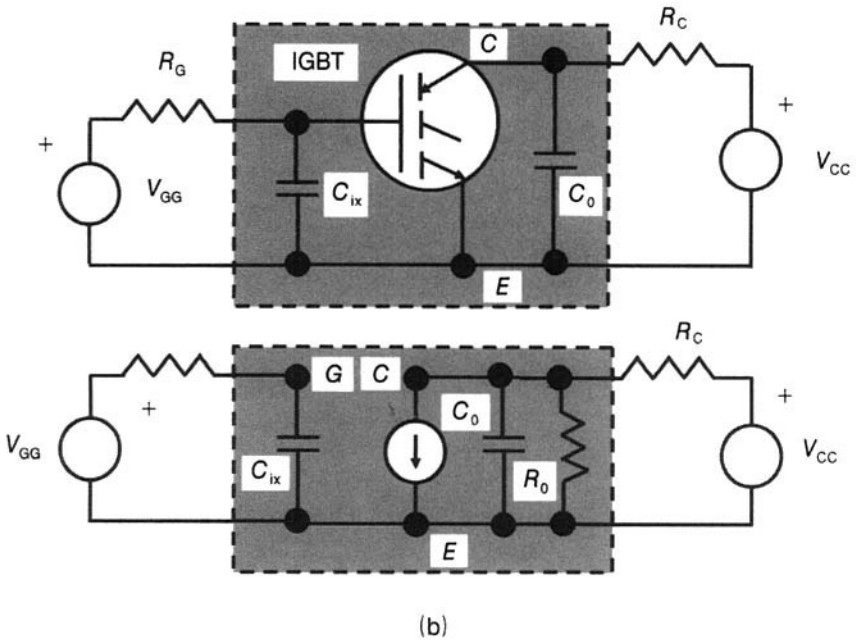 R_C
C
IGBT
R_G
+
+
V_GG
C_ix
C_0
V_CC
E
R_C
G C
+
+
C_0
V_GG
C_ix
R_0
V_CC
E
(b)